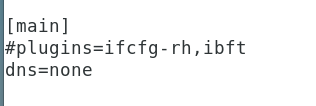 [main]
#plugins=ifcfg-rh,ibft
dns=none